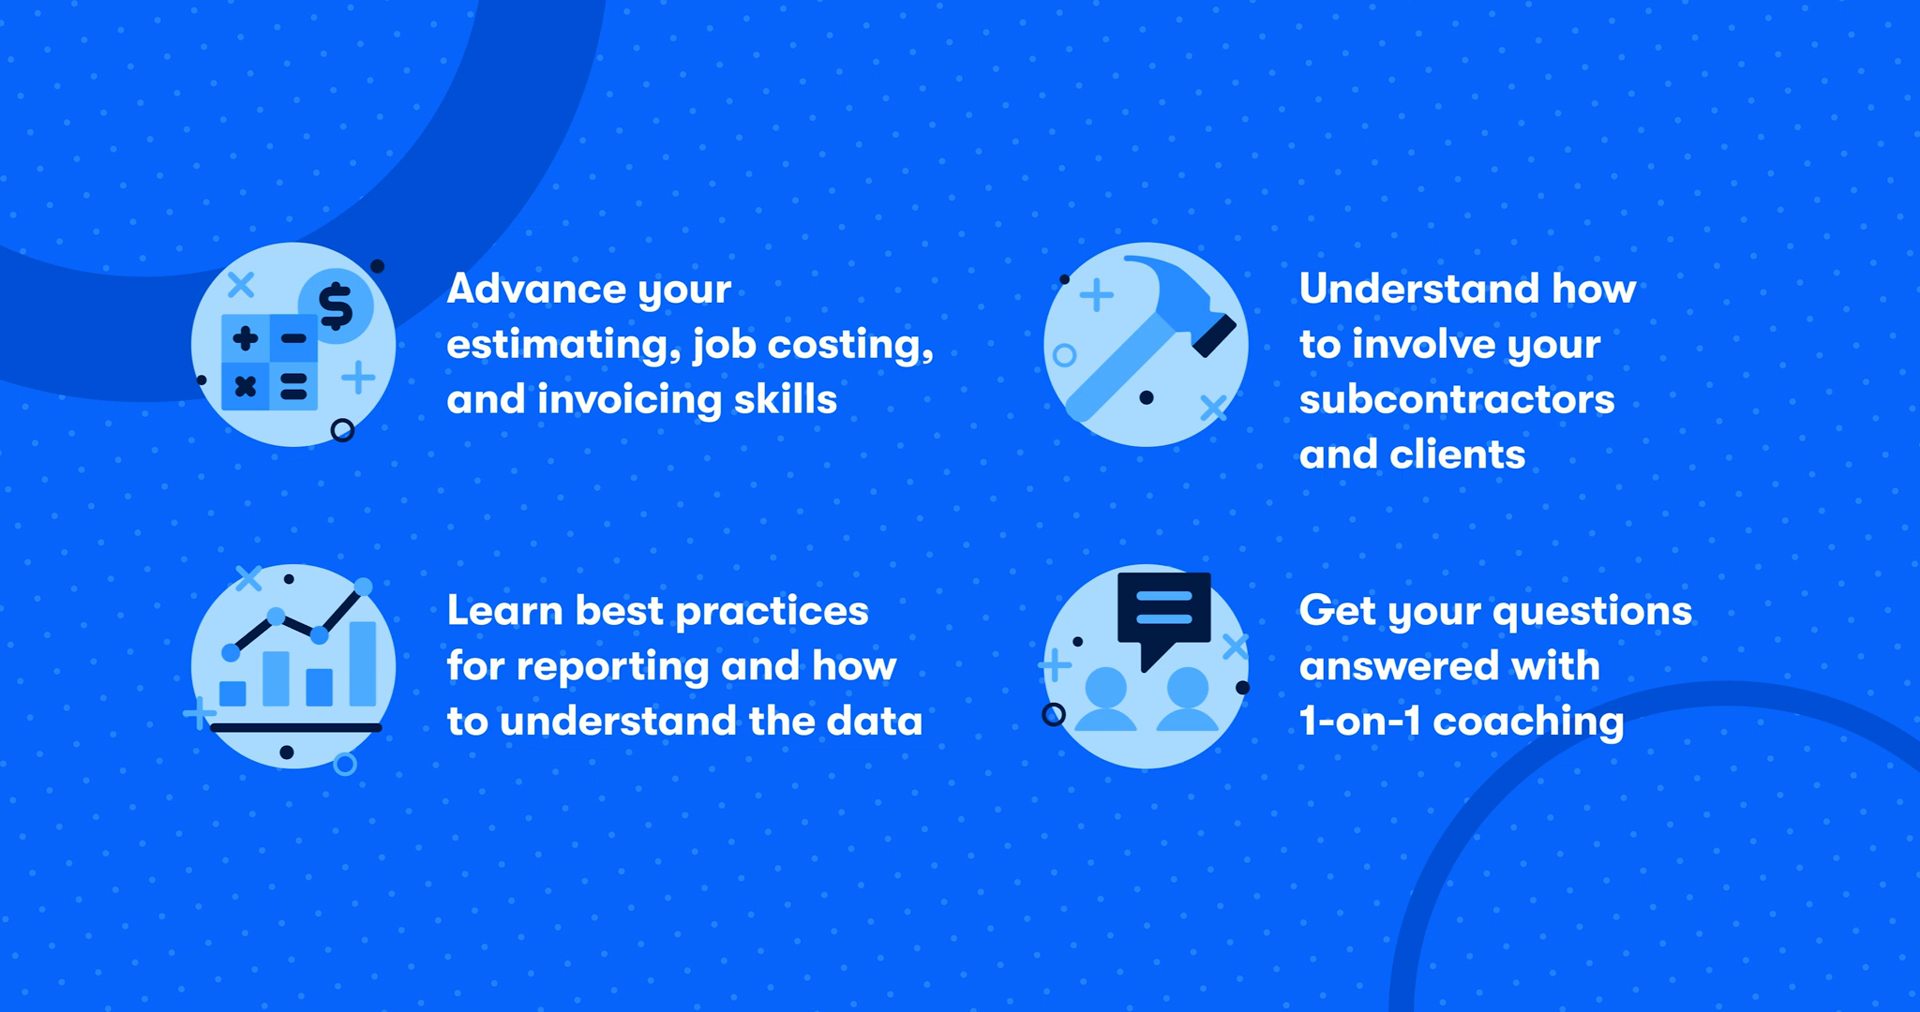 Advance your
estimating, job costing,
and invoicing skills
Understand how
to involve your
subcontractors
and clients
Learn best practices
for reporting and how
to understand the data
Get your questions
answered with
1-on-1 coaching